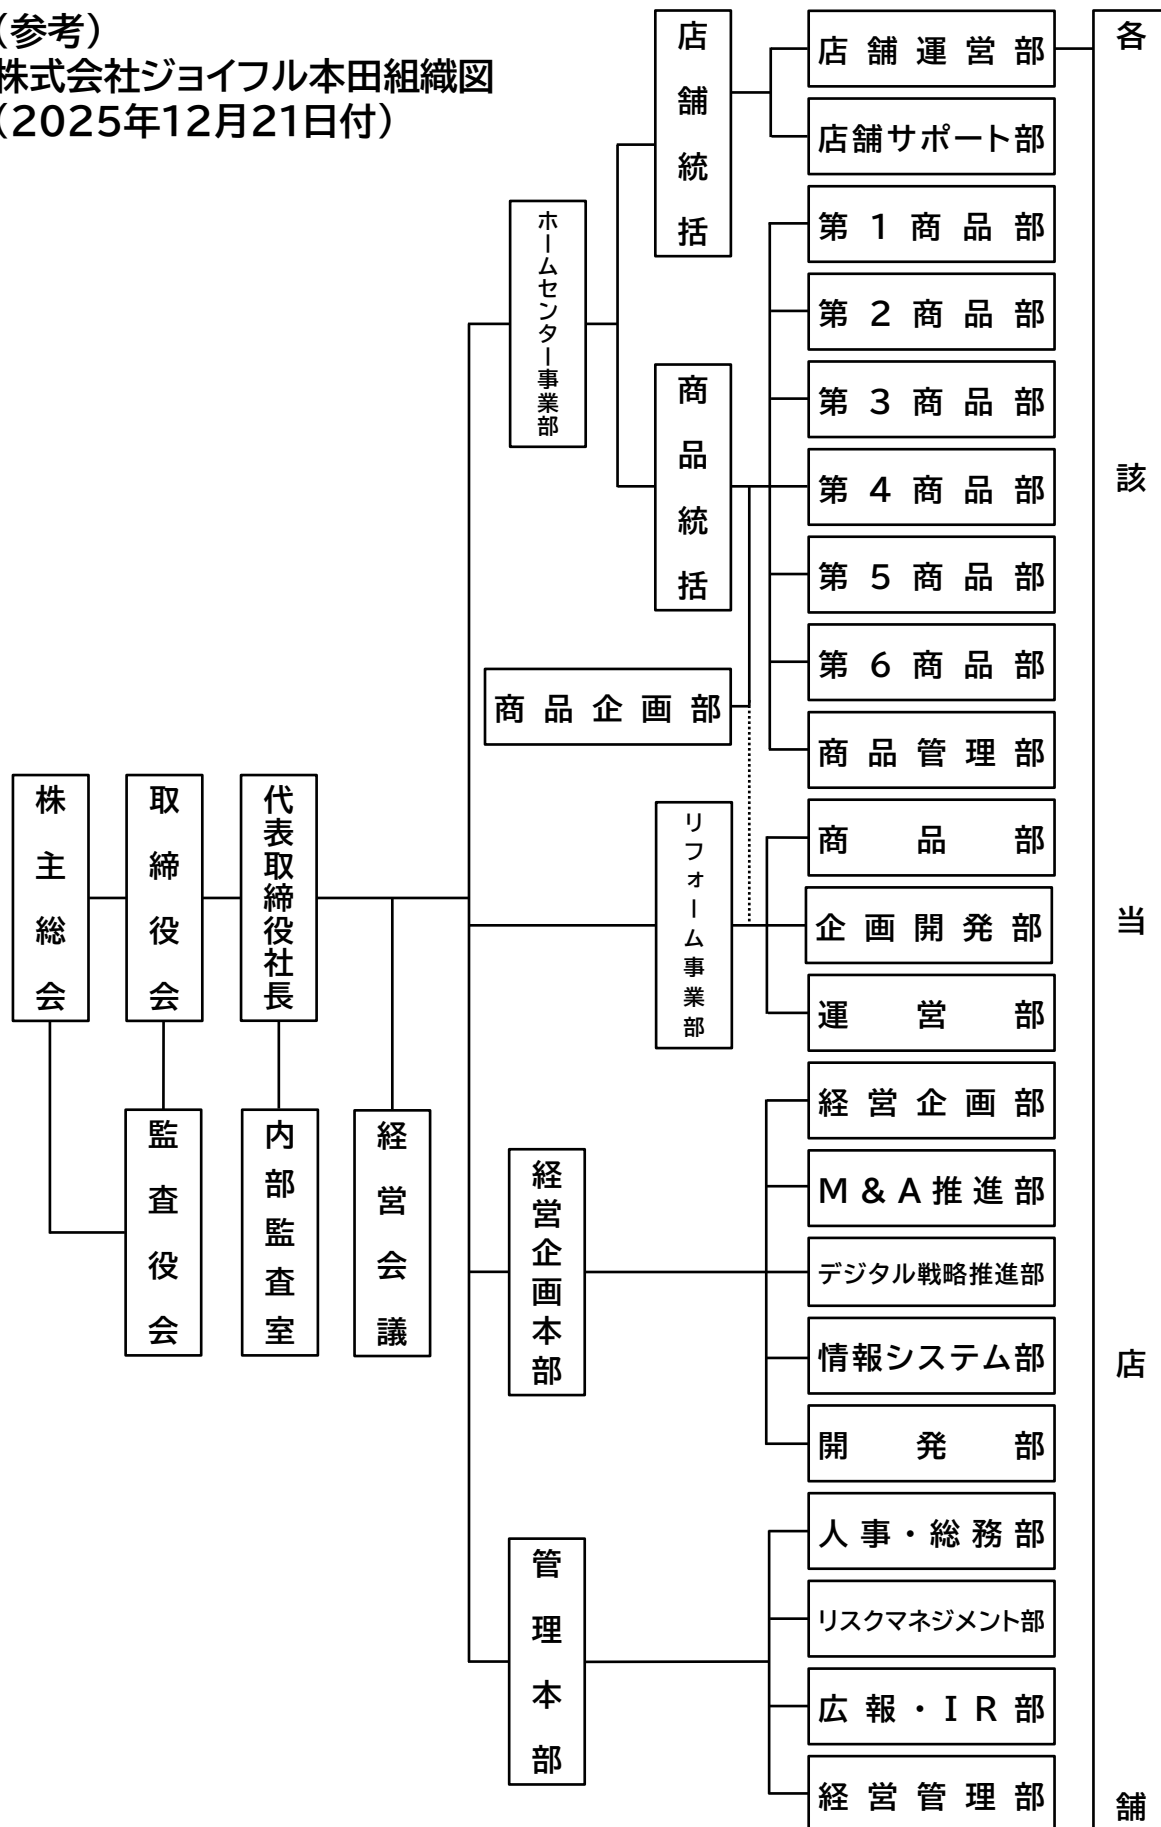 (参考)
株式会社ジョイフル本田組織図
(2025年12月21日付)
店舗統括
店舗運営部
各該当店舗
店舗サポート部
第1商品部
ホームセンター事業部
第2商品部
第3商品部
商品統括
第4商品部
第5商品部
第6商品部
商品企画部
商品管理部
株主総会
取締役会
代表取締役社長
リフォーム事業部
商品部
企画開発部
運営部
監査役会
内部監査室
経営会議
経営企画本部
経営企画部
M&A推進部
デジタル戦略推進部
情報システム部
開発部
管理本部
人事・総務部
リスクマネジメント部
広報・IR部
経営管理部